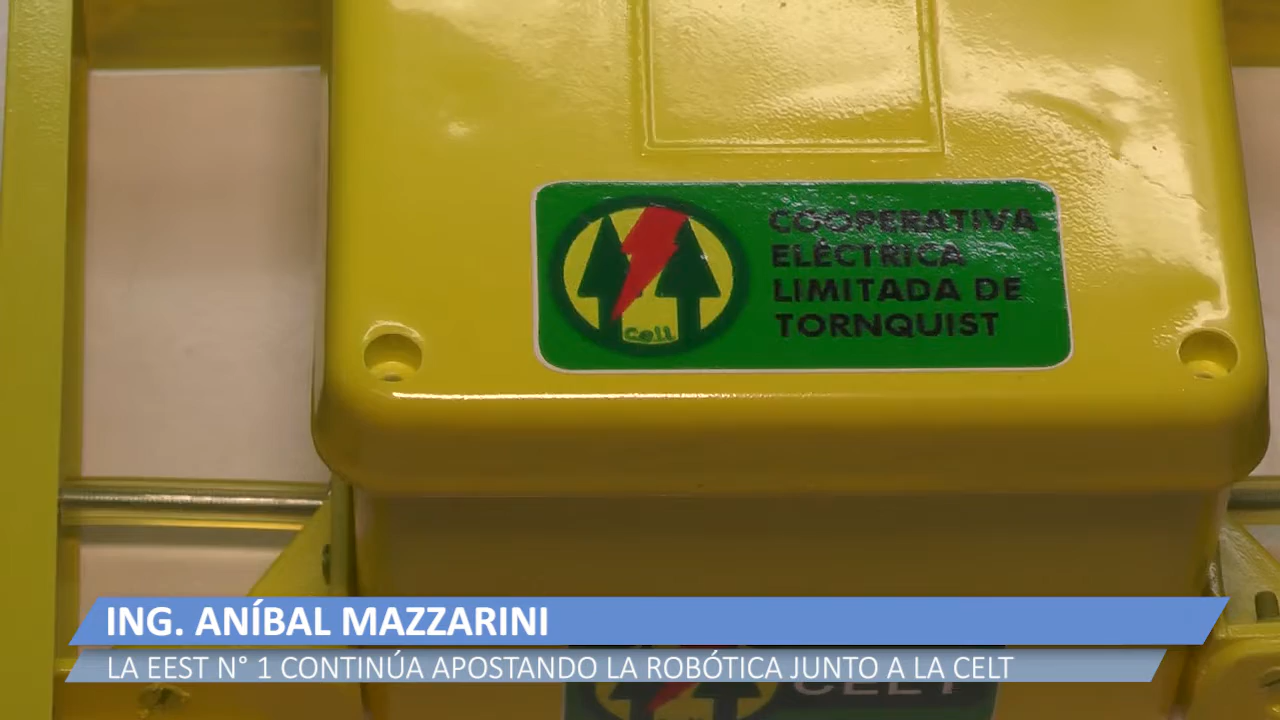 COOPERATIVA
ELÉCTRICA
LIMITADA DE
TORNQUIST
Celt
ING. ANÍBAL MAZZARINI
LA EEST N° 1 CONTINÚA APOSTANDO LA ROBÓTICA JUNTO A LA CELT
CELT